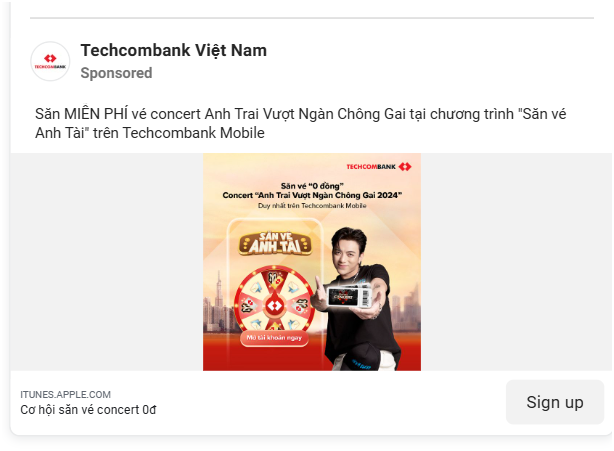 Techcombank Việt Nam
Sponsored
Săn MIỄN PHÍ vé concert Anh Trai Vượt Ngàn Chông Gai tại chương trình "Săn vé
Anh Tài" trên Techcombank Mobile
TECHCOMBANK
Săn vé “0 đồng”
Concert “Anh Trai Vượt Ngàn Chông Gai 2024”
Duy nhất trên Techcombank Mobile
SĂN VÉ
ANH TÀI
CONCERT
Mở tài khoản ngay
ITUNES.APPLE.COM
Cơ hội săn vé concert 0đ
Sign up